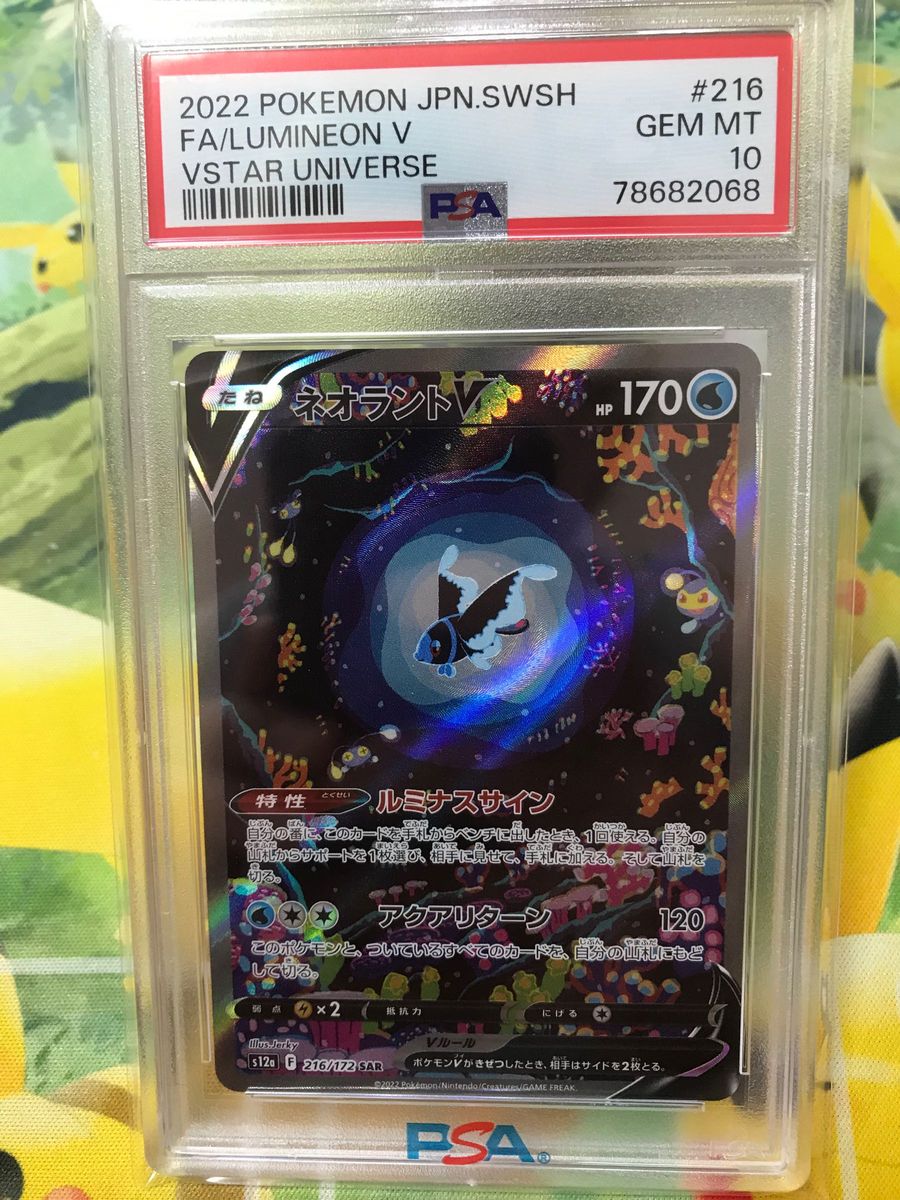 2022 POKEMON JPN.SWSH #216
FA/LUMINEON V GEM MT
VSTAR UNIVERSE 10
78682068
PSA
たね ネオラントV HP 170
特性 とくせい ルミナスサイン
自分の番に、このカードを手札からベンチに出したとき、1回使える。自分の
山札からサポートを1枚選び、相手に見せて、手札に加える。そして山札を
切る。
アクアリターン 120
このポケモンと、ついているすべてのカードを、自分の山札にもど
して切る。
弱点 ×2 抵抗力 にげる
Illus.Jerky
Vルール
s12a F 216/172 SAR
ポケモンVがきぜつしたとき、相手はサイドを2枚とる。
©2022 Pokémon/Nintendo/Creatures/GAME FREAK.
PSA®